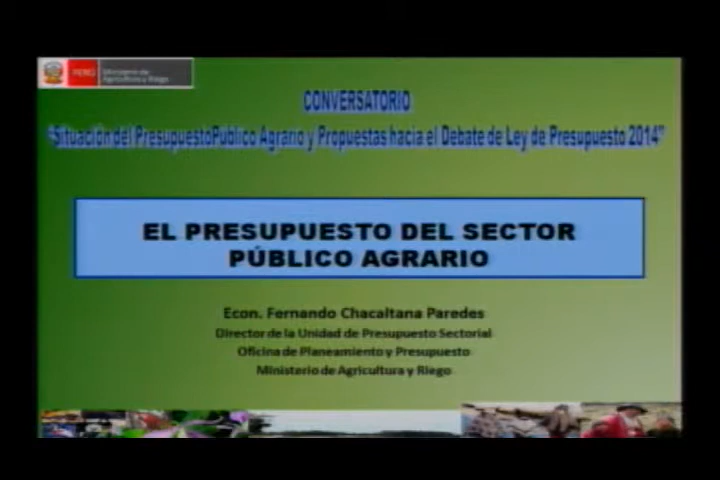 PERÚ
Ministerio de
Agricultura y Riego
CONVERSATORIO
"Situación del PresupuestoPúblico Agrario y Propuestas hacia el Debate de Ley de Presupuesto 2014"
EL PRESUPUESTO DEL SECTOR
PÚBLICO AGRARIO
Econ. Fernando Chacaltana Paredes
Director de la Unidad de Presupuesto Sectorial
Oficina de Planeamiento y Presupuesto
Ministerio de Agricultura y Riego